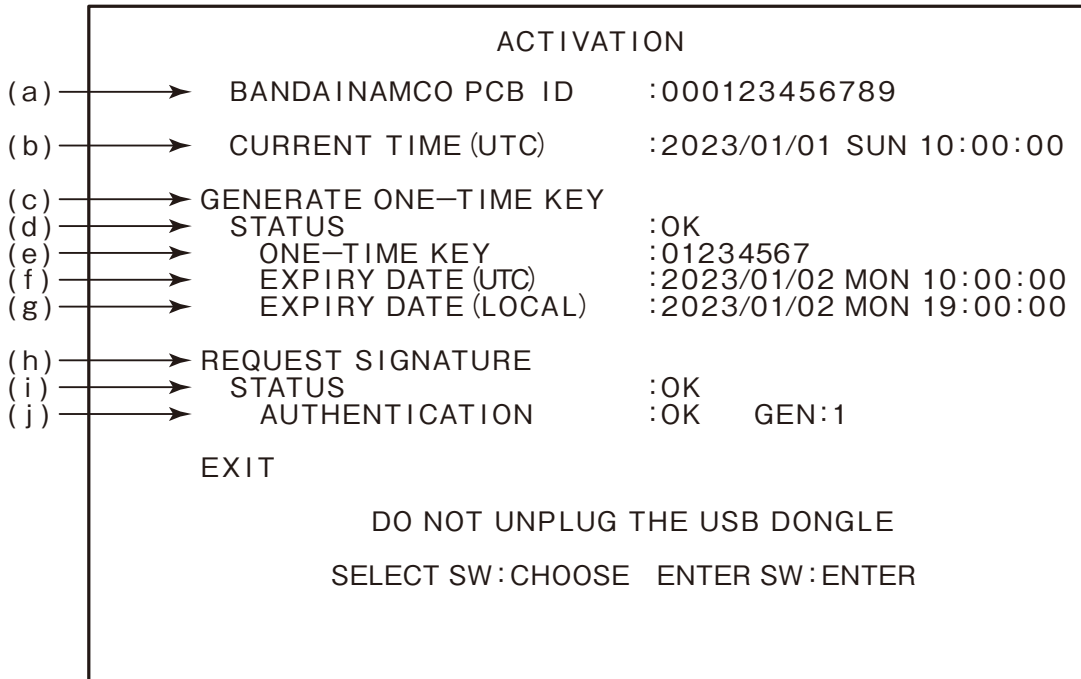 ACTIVATION
(a) BANDAINAMCO PCB ID :000123456789
(b) CURRENT TIME(UTC) :2023/01/01 SUN 10:00:00
(c) GENERATE ONE-TIME KEY
(d) STATUS :OK
(e) ONE-TIME KEY :01234567
(f) EXPIRY DATE(UTC) :2023/01/02 MON 10:00:00
(g) EXPIRY DATE(LOCAL) :2023/01/02 MON 19:00:00
(h) REQUEST SIGNATURE
(i) STATUS :OK
(j) AUTHENTICATION :OK GEN:1
EXIT
DO NOT UNPLUG THE USB DONGLE
SELECT SW:CHOOSE ENTER SW:ENTER